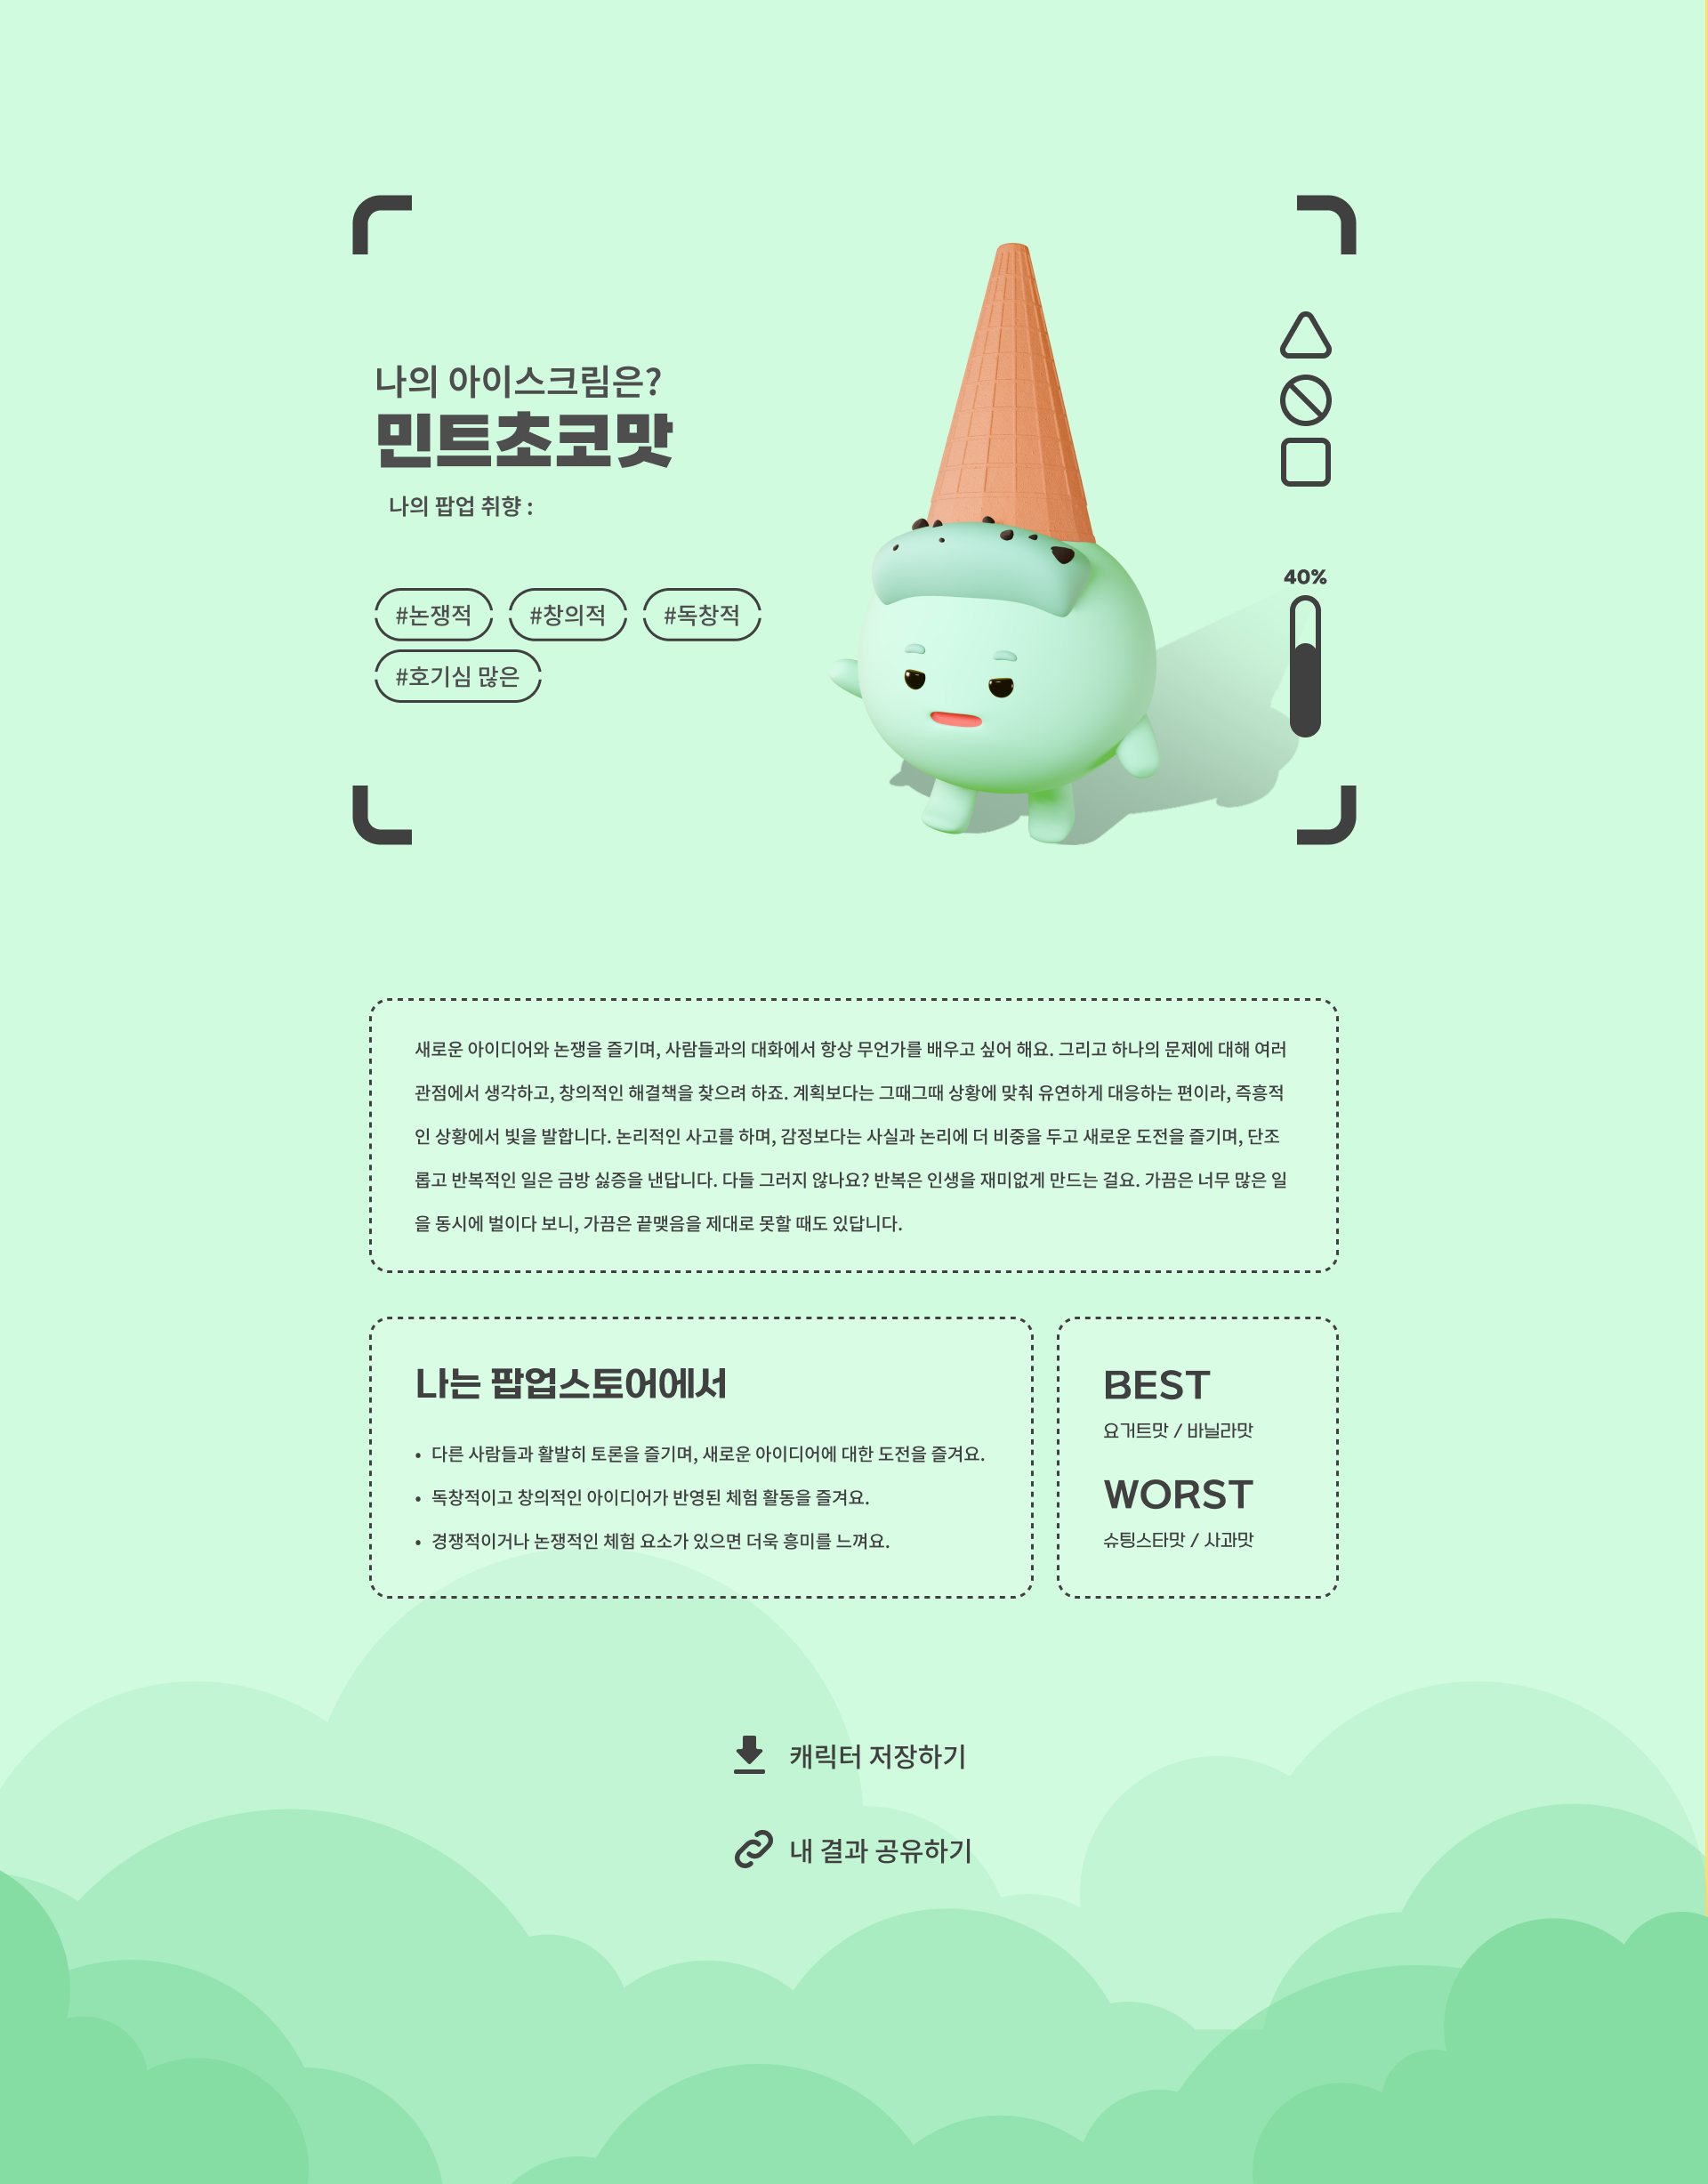 나의 아이스크림은?
민트초코맛
나의 팝업 취향 :
#논쟁적 #창의적 #독창적
#호기심 많은
40%
새로운 아이디어와 논쟁을 즐기며, 사람들과의 대화에서 항상 무언가를 배우고 싶어 해요. 그리고 하나의 문제에 대해 여러
관점에서 생각하고, 창의적인 해결책을 찾으려 하죠. 계획보다는 그때그때 상황에 맞춰 유연하게 대응하는 편이라, 즉흥적
인 상황에서 빛을 발합니다. 논리적인 사고를 하며, 감정보다는 사실과 논리에 더 비중을 두고 새로운 도전을 즐기며, 단조
롭고 반복적인 일은 금방 싫증을 낸답니다. 다들 그러지 않나요? 반복은 인생을 재미없게 만드는 걸요. 가끔은 너무 많은 일
을 동시에 벌이다 보니, 가끔은 끝맺음을 제대로 못할 때도 있답니다.
나는 팝업스토어에서
• 다른 사람들과 활발히 토론을 즐기며, 새로운 아이디어에 대한 도전을 즐겨요.
• 독창적이고 창의적인 아이디어가 반영된 체험 활동을 즐겨요.
• 경쟁적이거나 논쟁적인 체험 요소가 있으면 더욱 흥미를 느껴요.
BEST
요거트맛 / 바닐라맛
WORST
슈팅스타맛 / 사과맛
캐릭터 저장하기
내 결과 공유하기